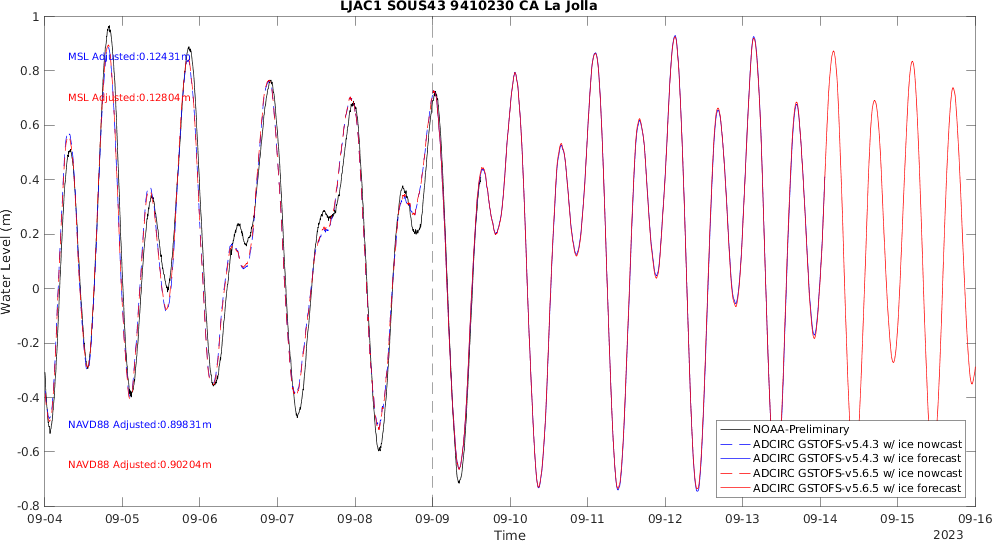 LJAC1 SOUS43 9410230 CA La Jolla
1
0.8
0.6
0.4
0.2
0
-0.2
-0.4
-0.6
-0.8
Water Level (m)
MSL Adjusted:0.12431m
MSL Adjusted:0.12804m
NAVD88 Adjusted:0.89831m
NAVD88 Adjusted:0.90204m
NOAA-Preliminary
ADCIRC GSTOFS-v5.4.3 w/ ice nowcast
ADCIRC GSTOFS-v5.4.3 w/ ice forecast
ADCIRC GSTOFS-v5.6.5 w/ ice nowcast
ADCIRC GSTOFS-v5.6.5 w/ ice forecast
09-04 09-05 09-06 09-07 09-08 09-09 09-10 09-11 09-12 09-13 09-14 09-15 09-16
Time
2023